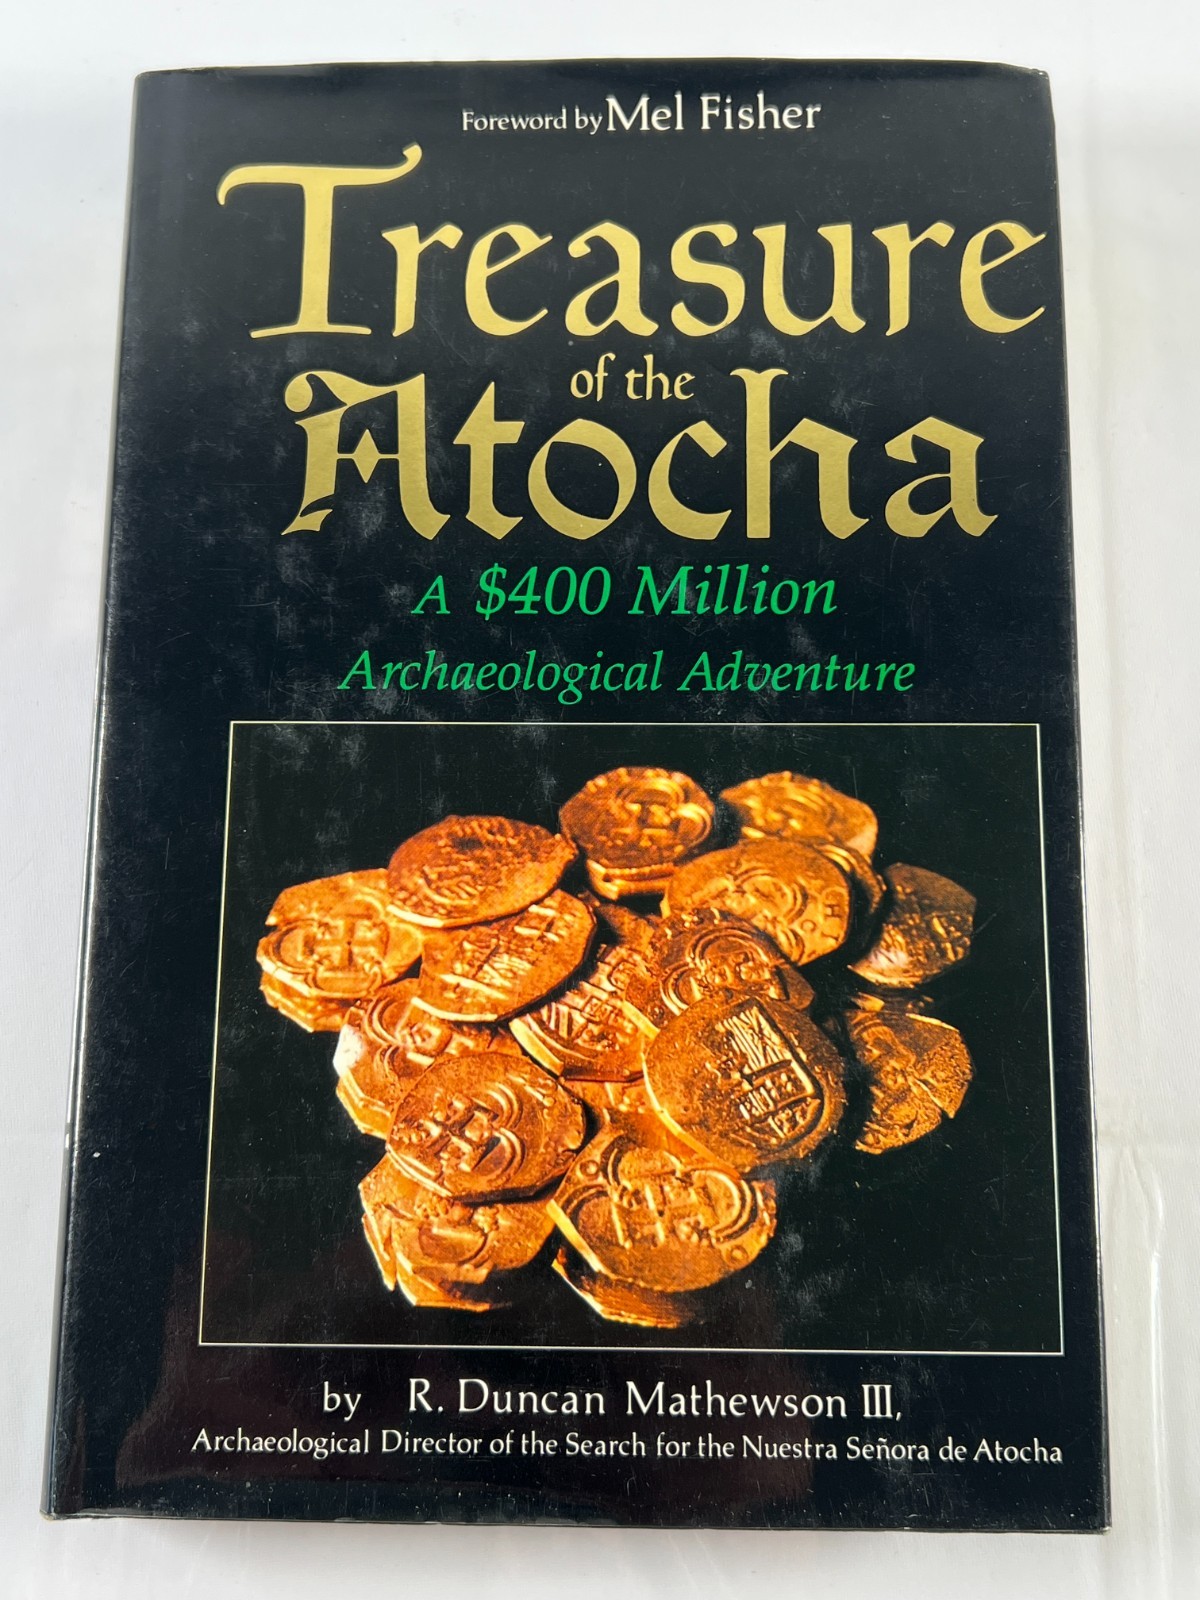 Foreword by Mel Fisher
Treasure
of the
Atocha
A $400 Million
Archaeological Adventure
by R. Duncan Mathewson III,
Archaeological Director of the Search for the Nuestra Señora de Atocha